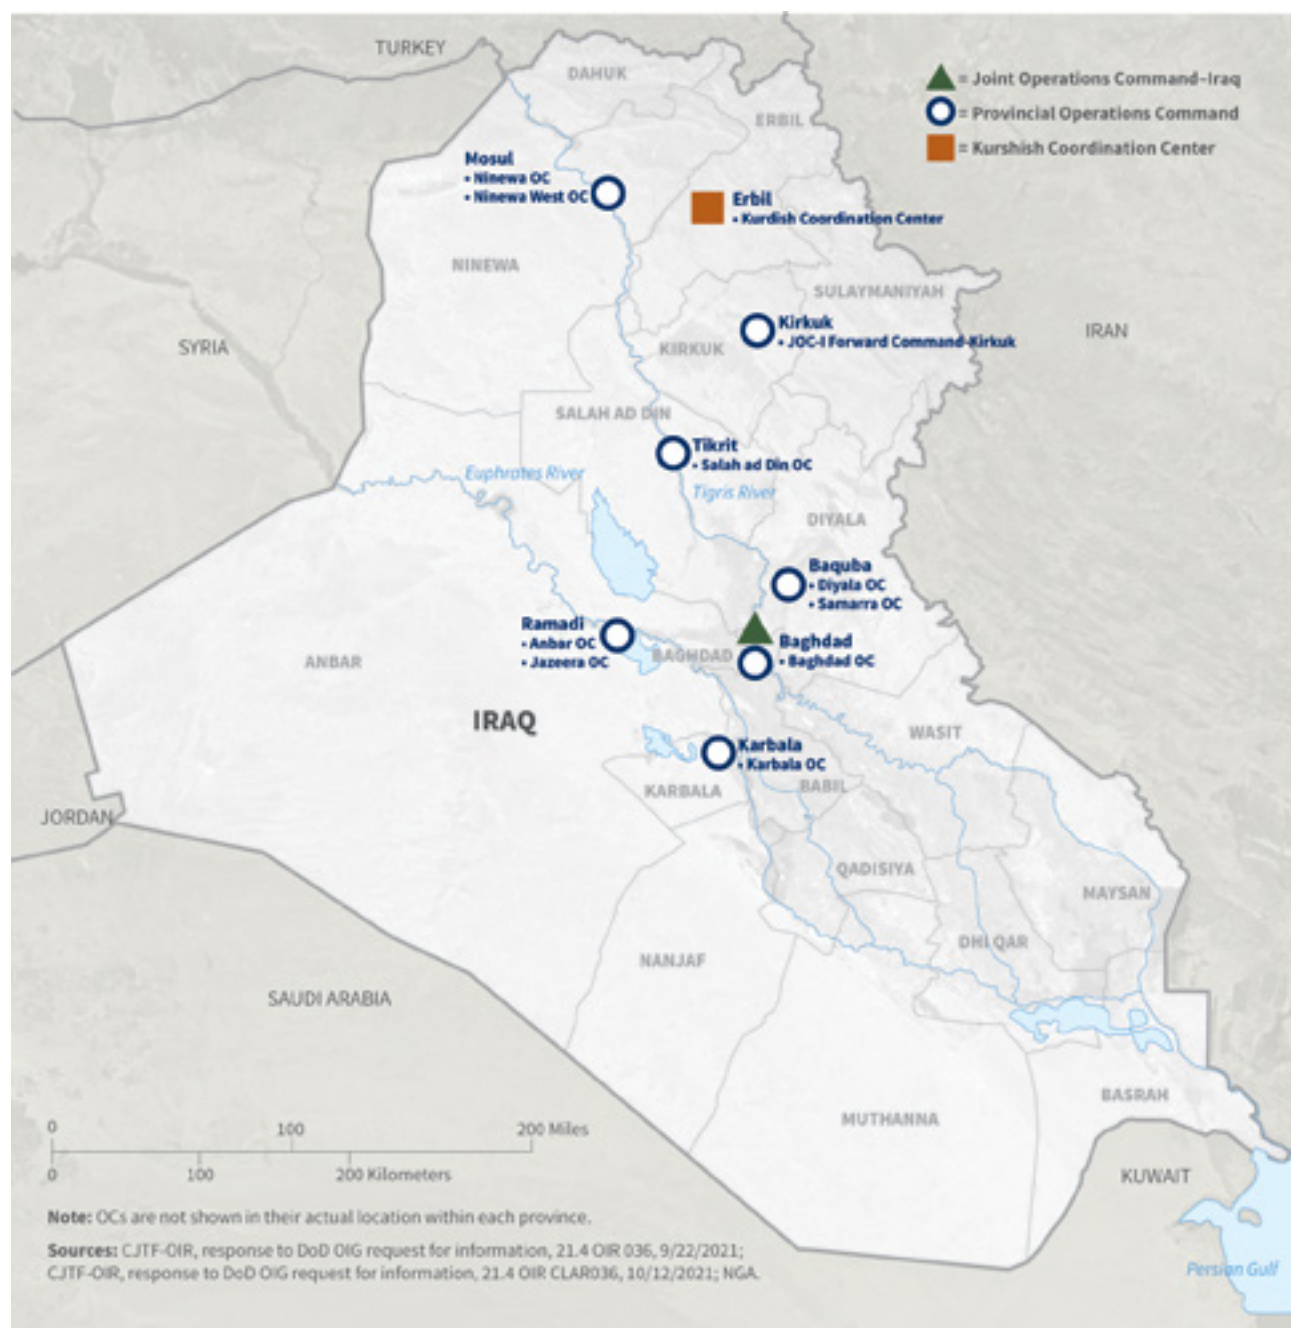 TURKEY
DAHUK
= Joint Operations Command–Iraq
= Provincial Operations Command
= Kurshish Coordination Center
ERBIL
Mosul
• Ninewa OC
• Ninewa West OC
Erbil
• Kurdish Coordination Center
NINEWA
SULAYMANIYAH
Kirkuk
• JOC-I Forward Command-Kirkuk
IRAN
SYRIA
KIRKUK
SALAH AD DIN
Tikrit
• Salah ad Din OC
Euphrates River
Tigris River
DIYALA
Baquba
• Diyala OC
• Samarra OC
Ramadi
• Anbar OC
• Jazeera OC
Baghdad
• Baghdad OC
BAGHDAD
ANBAR
IRAQ
WASIT
Karbala
• Karbala OC
KARBALA
BABIL
JORDAN
QADISIYA
MAYSAN
DHI QAR
NANJAF
SAUDI ARABIA
BASRAH
MUTHANNA
0 100 200 Miles
0 100 200 Kilometers
KUWAIT
Persian Gulf
Note: OCs are not shown in their actual location within each province.
Sources: CJTF-OIR, response to DoD OIG request for information, 21.4 OIR 036, 9/22/2021;
CJTF-OIR, response to DoD OIG request for information, 21.4 OIR CLAR036, 10/12/2021; NGA.